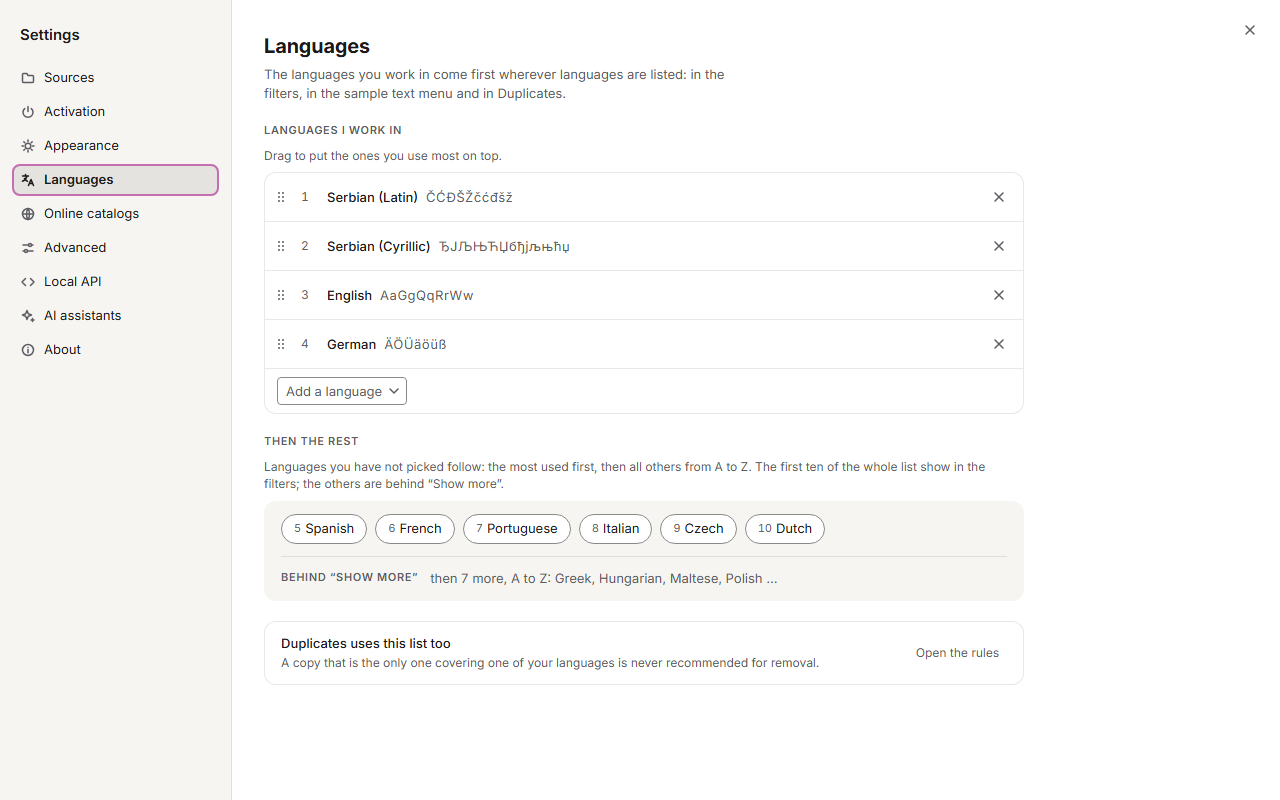 Settings
Sources
Activation
Appearance
Languages
Online catalogs
Advanced
Local API
AI assistants
About
Languages
The languages you work in come first wherever languages are listed: in the
filters, in the sample text menu and in Duplicates.
LANGUAGES I WORK IN
Drag to put the ones you use most on top.
1 Serbian (Latin) ČĆĐŠŽčćđšž
2 Serbian (Cyrillic) ЂЈЉЊЋЏбђјљњћџ
3 English AaGgQqRrWw
4 German ÄÖÜäöüß
Add a language
THEN THE REST
Languages you have not picked follow: the most used first, then all others from A to Z. The first ten of the whole list show in the
filters; the others are behind “Show more”.
5 Spanish 6 French 7 Portuguese 8 Italian 9 Czech 10 Dutch
BEHIND “SHOW MORE” then 7 more, A to Z: Greek, Hungarian, Maltese, Polish ...
Duplicates uses this list too
A copy that is the only one covering one of your languages is never recommended for removal.
Open the rules